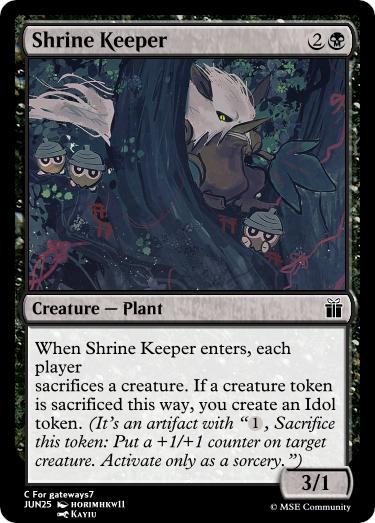 Shrine Keeper 2
Creature — Plant
When Shrine Keeper enters, each
player
sacrifices a creature. If a creature token
is sacrificed this way, you create an Idol
token. (It's an artifact with “1, Sacrifice
this token: Put a +1/+1 counter on target
creature. Activate only as a sorcery.”)
3/1
C For gateways7
JUN25 HORIMHKW11
KAYIU
© MSE Community